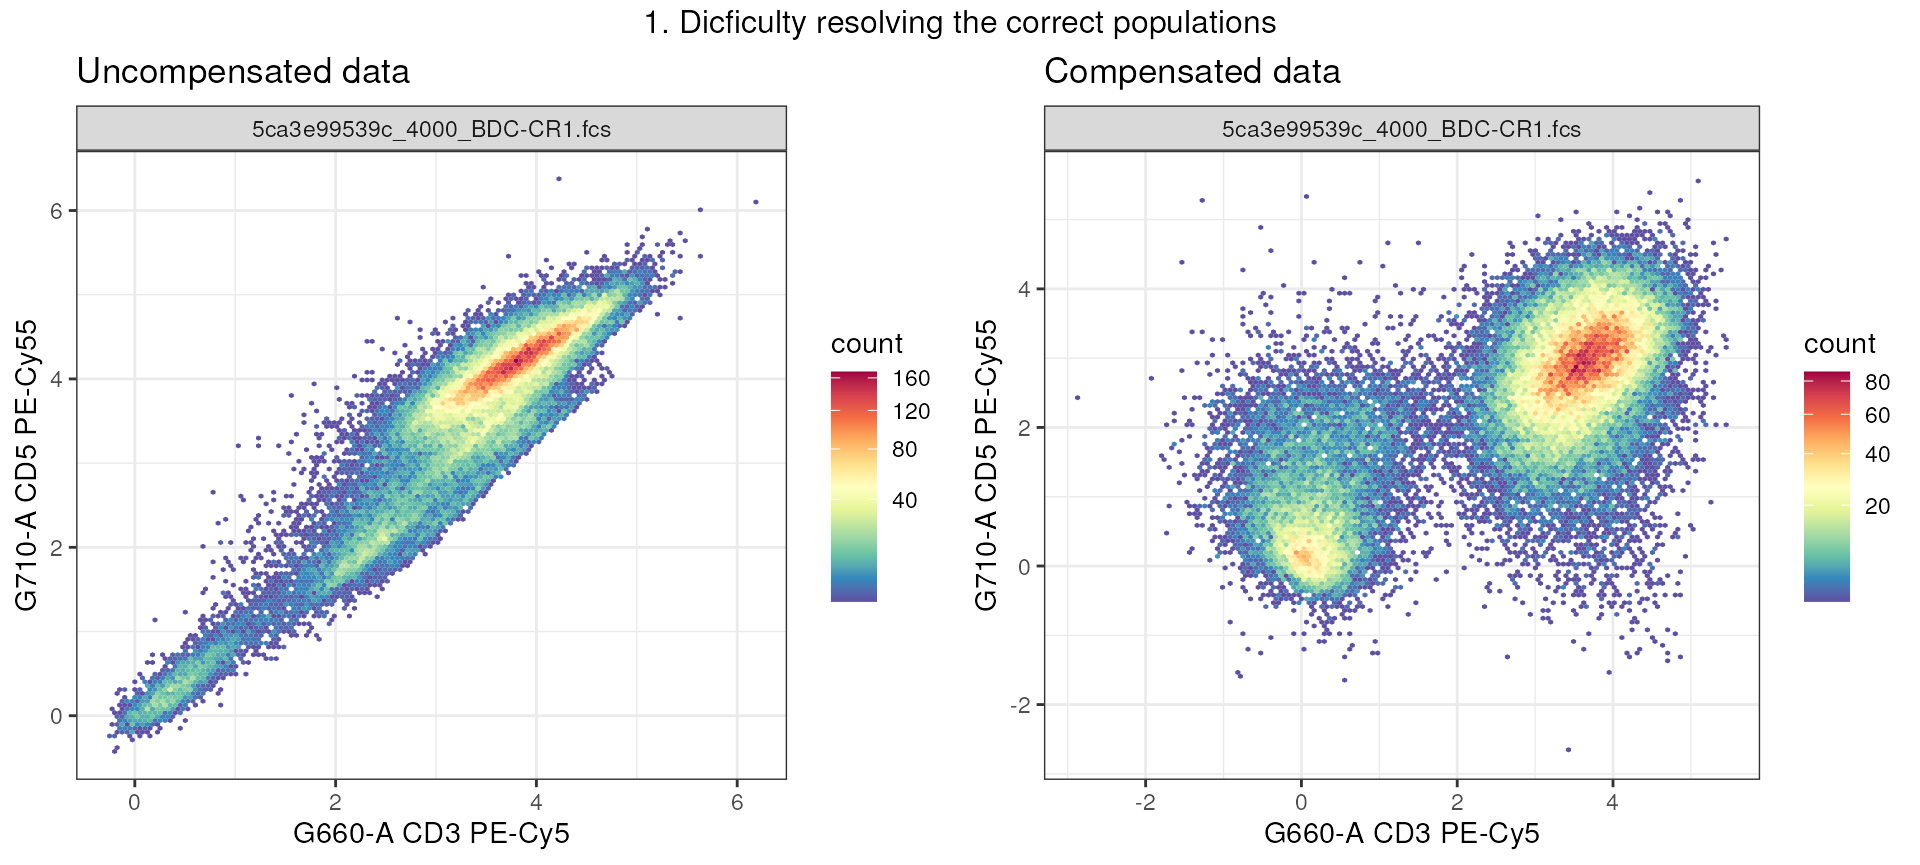 1. Dicficulty resolving the correct populations
Uncompensated data
5ca3e99539c_4000_BDC-CR1.fcs
6
4
2
0
G710-A CD5 PE-Cy55
0 2 4 6
G660-A CD3 PE-Cy5
count
160
120
80
40
Compensated data
5ca3e99539c_4000_BDC-CR1.fcs
4
2
0
-2
G710-A CD5 PE-Cy55
-2 0 2 4
G660-A CD3 PE-Cy5
count
80
60
40
20